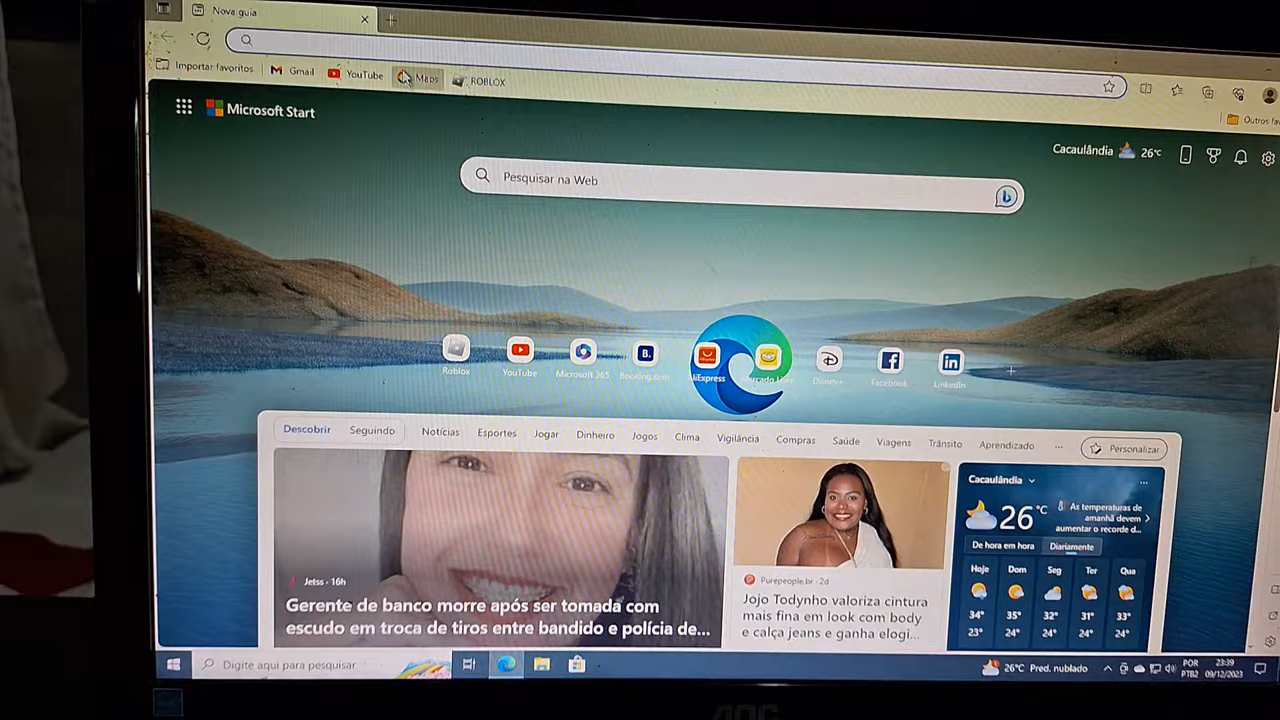 Nova guia
Importar favoritos
Gmail
YouTube
Maps
ROBLOX
Outros fav
Microsoft Start
Cacaulândia
26°C
Pesquisar na Web
Roblox
YouTube
Microsoft 365
Booking.com
AliExpress
Mercado Livre
Disney+
Facebook
LinkedIn
Descobrir
Seguindo
Notícias
Esportes
Jogar
Dinheiro
Jogos
Clima
Vigilância
Compras
Saúde
Viagens
Trânsito
Aprendizado
Personalizar
Jetss · 16h
Gerente de banco morre após ser tomada com
escudo em troca de tiros entre bandido e polícia de...
Purepeople.br · 2d
Jojo Todynho valoriza cintura
mais fina em look com body
e calça jeans e ganha elogi...
Cacaulândia
26°C
As temperaturas de
amanhã devem
aumentar o recorde d...
De hora em hora
Diariamente
Hoje Dom Seg Ter Qua
34° 35° 32° 31° 33°
23° 24° 24° 24° 24°
Digite aqui para pesquisar
26°C Pred. nublado
POR
PTB2
23:39
09/12/2023
AOC